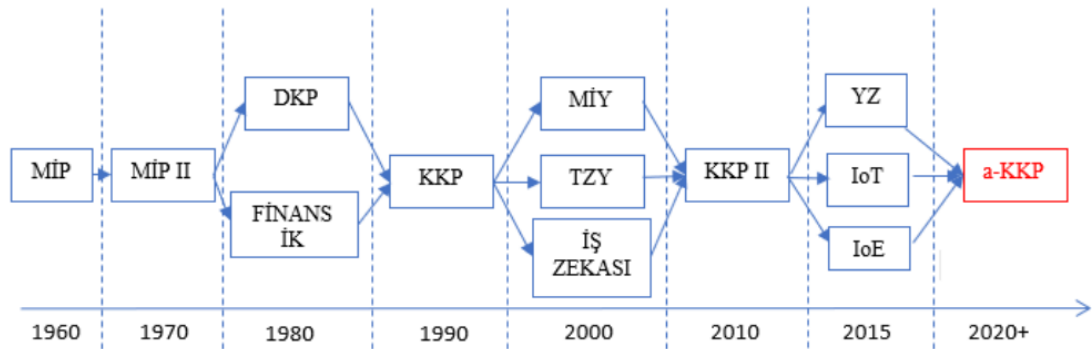 MİP
MİP II
DKP
FİNANS
İK
KKP
MİY
TZY
İŞ
ZEKASI
KKP II
YZ
IoT
IoE
a-KKP
1960
1970
1980
1990
2000
2010
2015
2020+